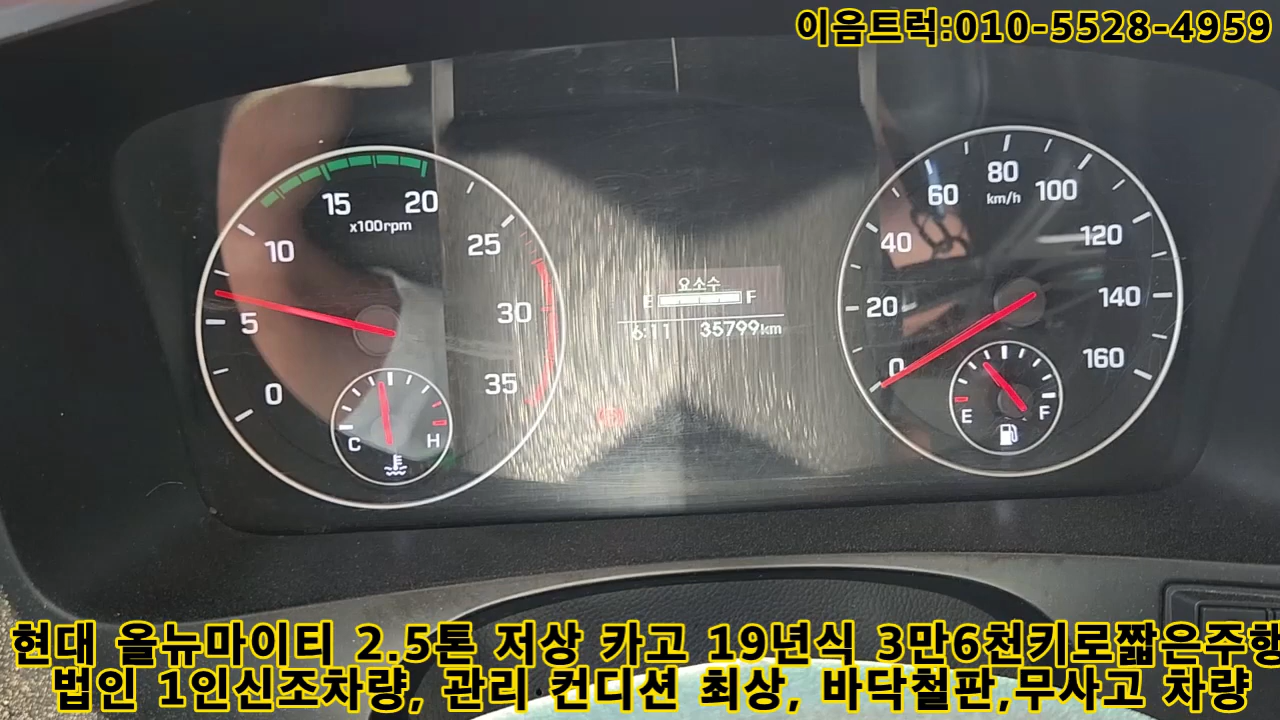 이음트럭:010-5528-4959
15 20
x100rpm
10 25
5 30
0 35
C H
요소수
E F
6:11 35799km
80
km/h
60 100
40 120
20 140
0 160
E F
현대 올뉴마이티 2.5톤 저상 카고 19년식 3만6천키로짧은주행
법인 1인신조차량, 관리 컨디션 최상, 바닥철판,무사고 차량